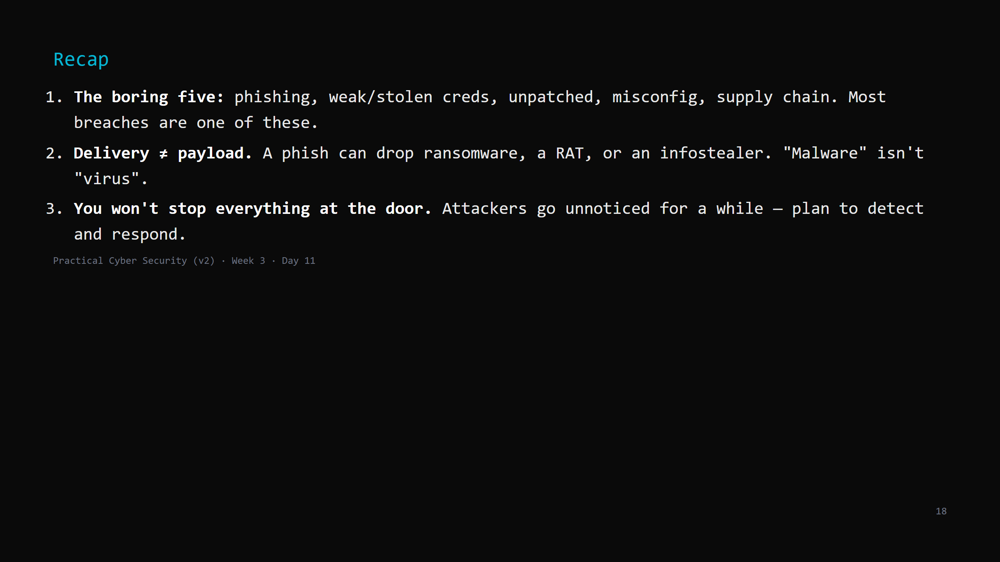 Recap
1. The boring five: phishing, weak/stolen creds, unpatched, misconfig, supply chain. Most
breaches are one of these.
2. Delivery ≠ payload. A phish can drop ransomware, a RAT, or an infostealer. "Malware" isn't
"virus".
3. You won't stop everything at the door. Attackers go unnoticed for a while — plan to detect
and respond.
Practical Cyber Security (v2) · Week 3 · Day 11
18